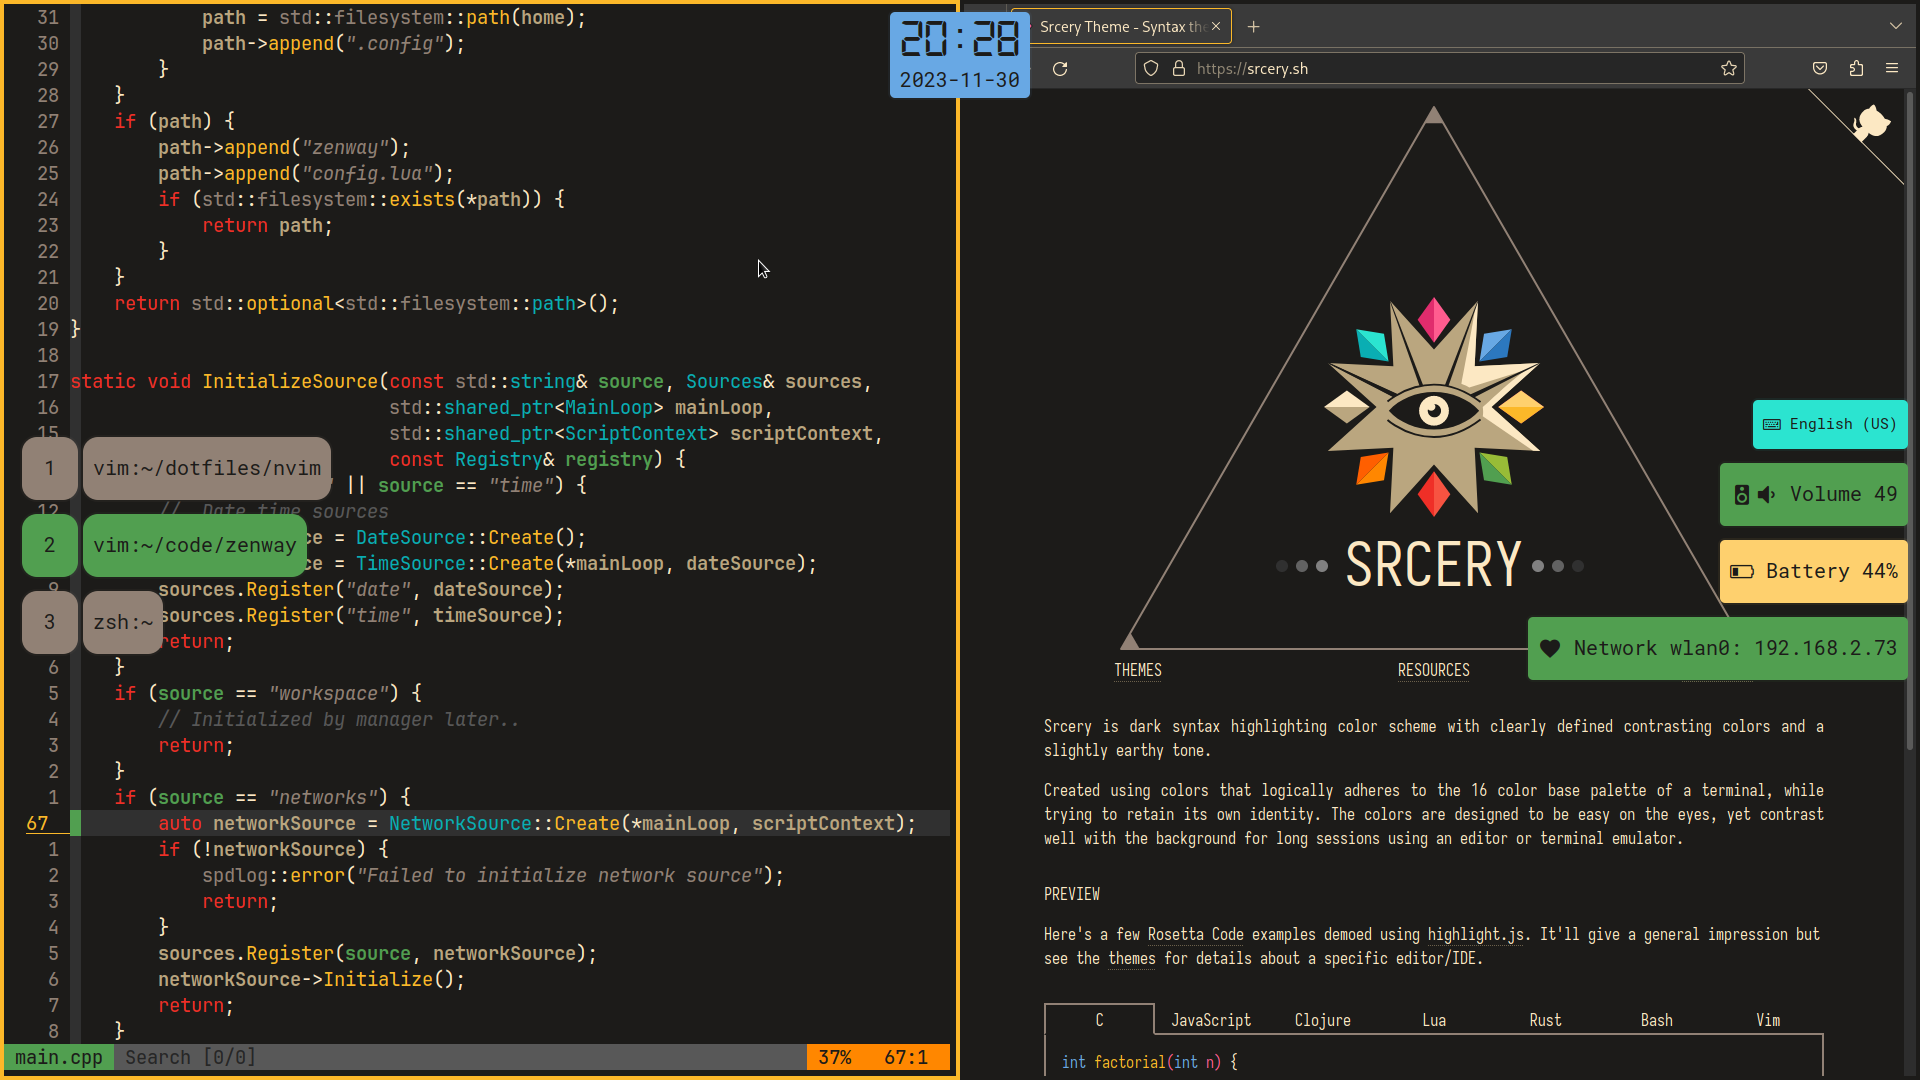 31            path = std::filesystem::path(home);
30            path->append(".config");
29        }
28    }
27    if (path) {
26        path->append("zenway");
25        path->append("config.lua");
24        if (std::filesystem::exists(*path)) {
23            return path;
22        }
21    }
20    return std::optional<std::filesystem::path>();
19 }
18
17 static void InitializeSource(const std::string& source, Sources& sources,
16                             std::shared_ptr<MainLoop> mainLoop,
15                             std::shared_ptr<ScriptContext> scriptContext,
                             const Registry& registry) {
" || source == "time") {
12        // Date time sources
ce = DateSource::Create();
ce = TimeSource::Create(*mainLoop, dateSource);
9        sources.Register("date", dateSource);
sources.Register("time", timeSource);
return;
6    }
5    if (source == "workspace") {
4        // Initialized by manager later..
3        return;
2    }
1    if (source == "networks") {
67        auto networkSource = NetworkSource::Create(*mainLoop, scriptContext);
1        if (!networkSource) {
2            spdlog::error("Failed to initialize network source");
3            return;
4        }
5        sources.Register(source, networkSource);
6        networkSource->Initialize();
7        return;
8    }
main.cpp Search [0/0] 37% 67:1
1 vim:~/dotfiles/nvim
2 vim:~/code/zenway
3 zsh:~
20:28
2023-11-30
Srcery Theme - Syntax the
https://srcery.sh
SRCERY
English (US)
Volume 49
Battery 44%
Network wlan0: 192.168.2.73
THEMES RESOURCES
Srcery is dark syntax highlighting color scheme with clearly defined contrasting colors and a
slightly earthy tone.
Created using colors that logically adheres to the 16 color base palette of a terminal, while
trying to retain its own identity. The colors are designed to be easy on the eyes, yet contrast
well with the background for long sessions using an editor or terminal emulator.
PREVIEW
Here's a few Rosetta Code examples demoed using highlight.js. It'll give a general impression but
see the themes for details about a specific editor/IDE.
C JavaScript Clojure Lua Rust Bash Vim
int factorial(int n) {